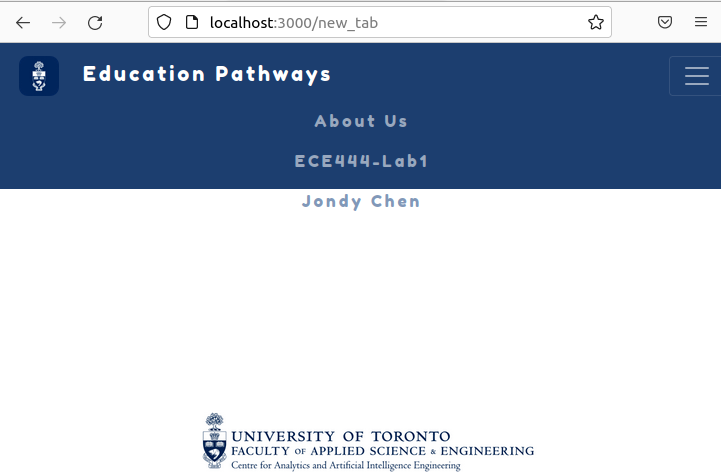 localhost:3000/new_tab
Education Pathways
About Us
ECE444-Lab1
Jondy Chen
UNIVERSITY OF TORONTO
FACULTY OF APPLIED SCIENCE & ENGINEERING
Centre for Analytics and Artificial Intelligence Engineering